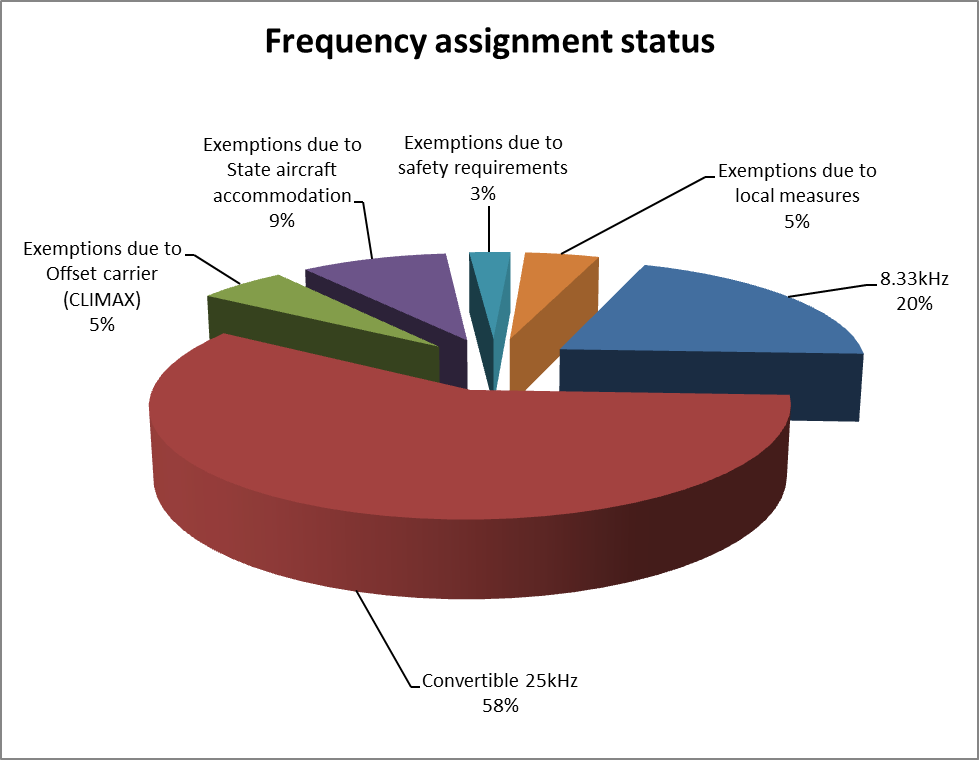 Frequency assignment status
Exemptions due to
safety requirements
3%
Exemptions due to
State aircraft
accommodation
9%
Exemptions due to
local measures
5%
Exemptions due to
Offset carrier
(CLIMAX)
5%
8.33kHz
20%
Convertible 25kHz
58%